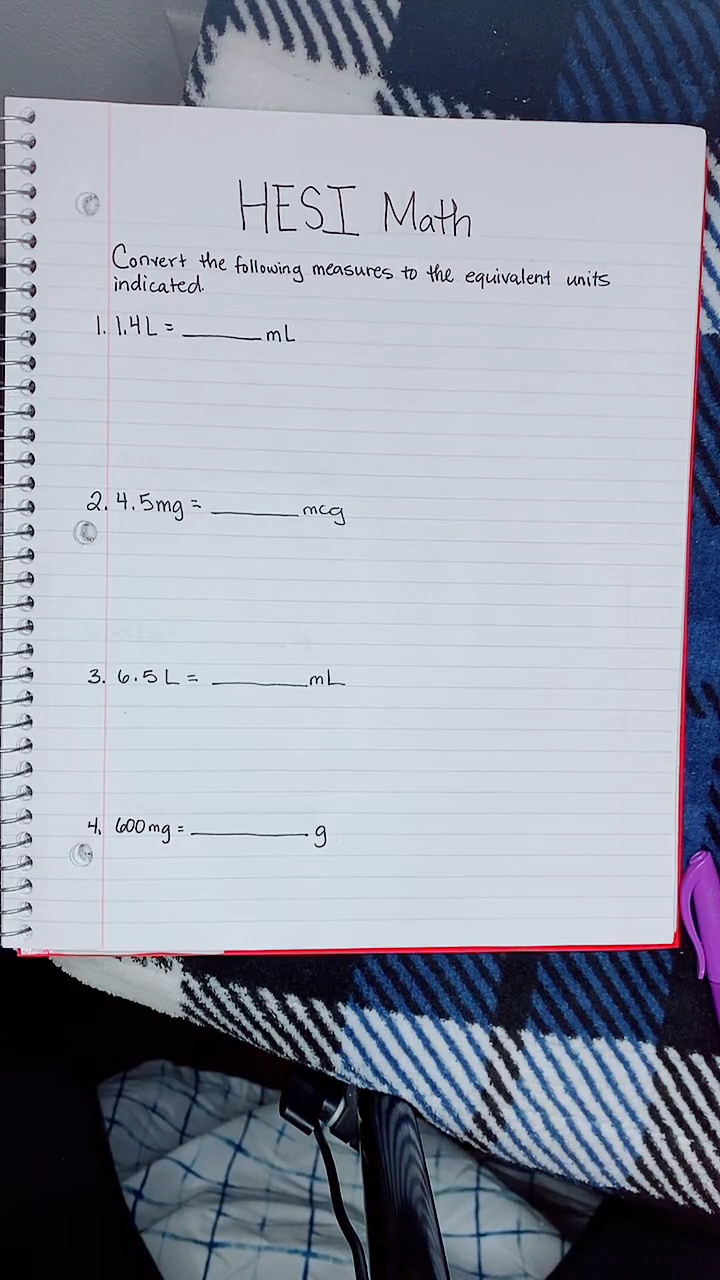 HESI Math
Convert the following measures to the equivalent units
indicated.
1. 1.4L = ______ mL
2. 4.5mg = ______ mcg
3. 6.5L = ______ mL
4. 600mg = ______ g